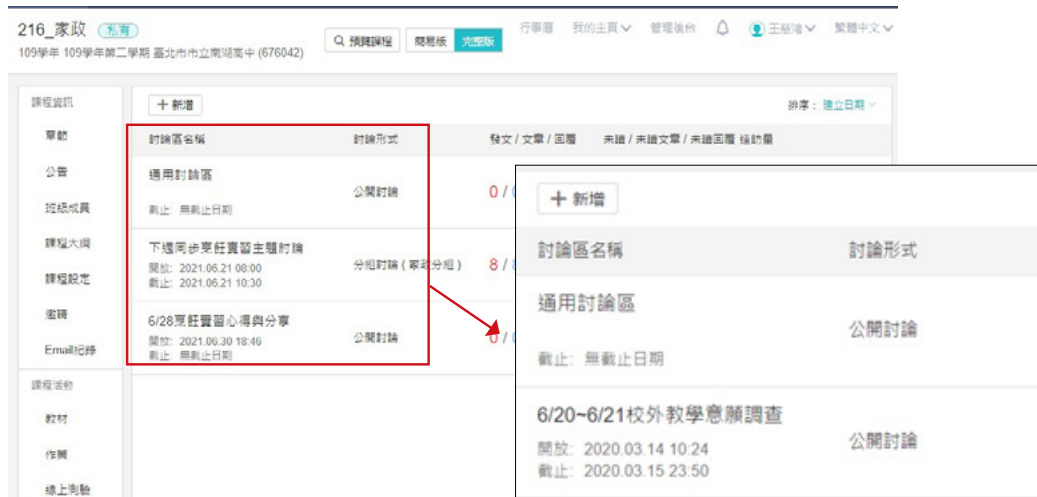 216_家政 私有
109學年 109學年第二學期 臺北市市立南湖高中 (676042)
預覽課程 簡易版 完整版
行事曆 我的主頁 管理後台 王慈鴻 繁體中文
課程資訊
章節
公告
班級成員
課程大綱
課程設定
邀請
Email紀錄
課程活動
教材
作業
線上測驗
+ 新增
排序: 建立日期
討論區名稱 討論形式 發文 / 文章 / 回覆 未讀 / 未讀文章 / 未讀回覆 造訪量
通用討論區
公開討論 0 /
截止: 無截止日期
下週同步烹飪實習主題討論
開放: 2021.06.21 08:00
分組討論 ( 家政分組 ) 8 /
截止: 2021.06.21 10:30
6/28烹飪實習心得與分享
開放: 2021.06.30 18:46
公開討論 0 /
截止: 無截止日期
+ 新增
討論區名稱 討論形式
通用討論區
公開討論
截止: 無截止日期
6/20~6/21校外教學意願調查
開放: 2020.03.14 10:24
公開討論
截止: 2020.03.15 23:50